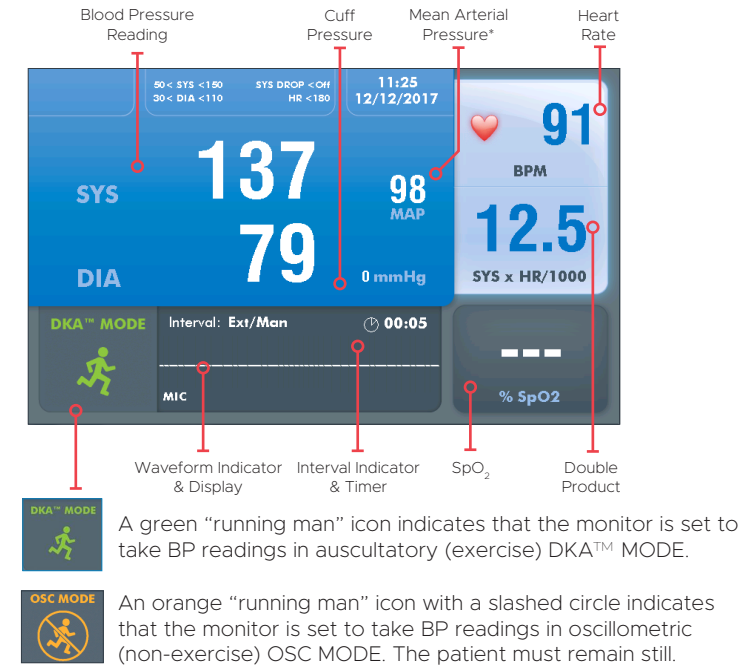 Blood Pressure
Reading
Cuff
Pressure
Mean Arterial
Pressure*
Heart
Rate
50< SYS <150
30< DIA <110
SYS DROP <Off
HR <180
11:25
12/12/2017
SYS
137
DIA
79
98
MAP
0 mmHg
91
BPM
12.5
SYS x HR/1000
DKA™ MODE
Interval: Ext/Man
00:05
MIC
---
% SpO2
Waveform Indicator
& Display
Interval Indicator
& Timer
SpO₂
Double
Product
DKA™ MODE
A green “running man” icon indicates that the monitor is set to
take BP readings in auscultatory (exercise) DKA™ MODE.
OSC MODE
An orange “running man” icon with a slashed circle indicates
that the monitor is set to take BP readings in oscillometric
(non-exercise) OSC MODE. The patient must remain still.